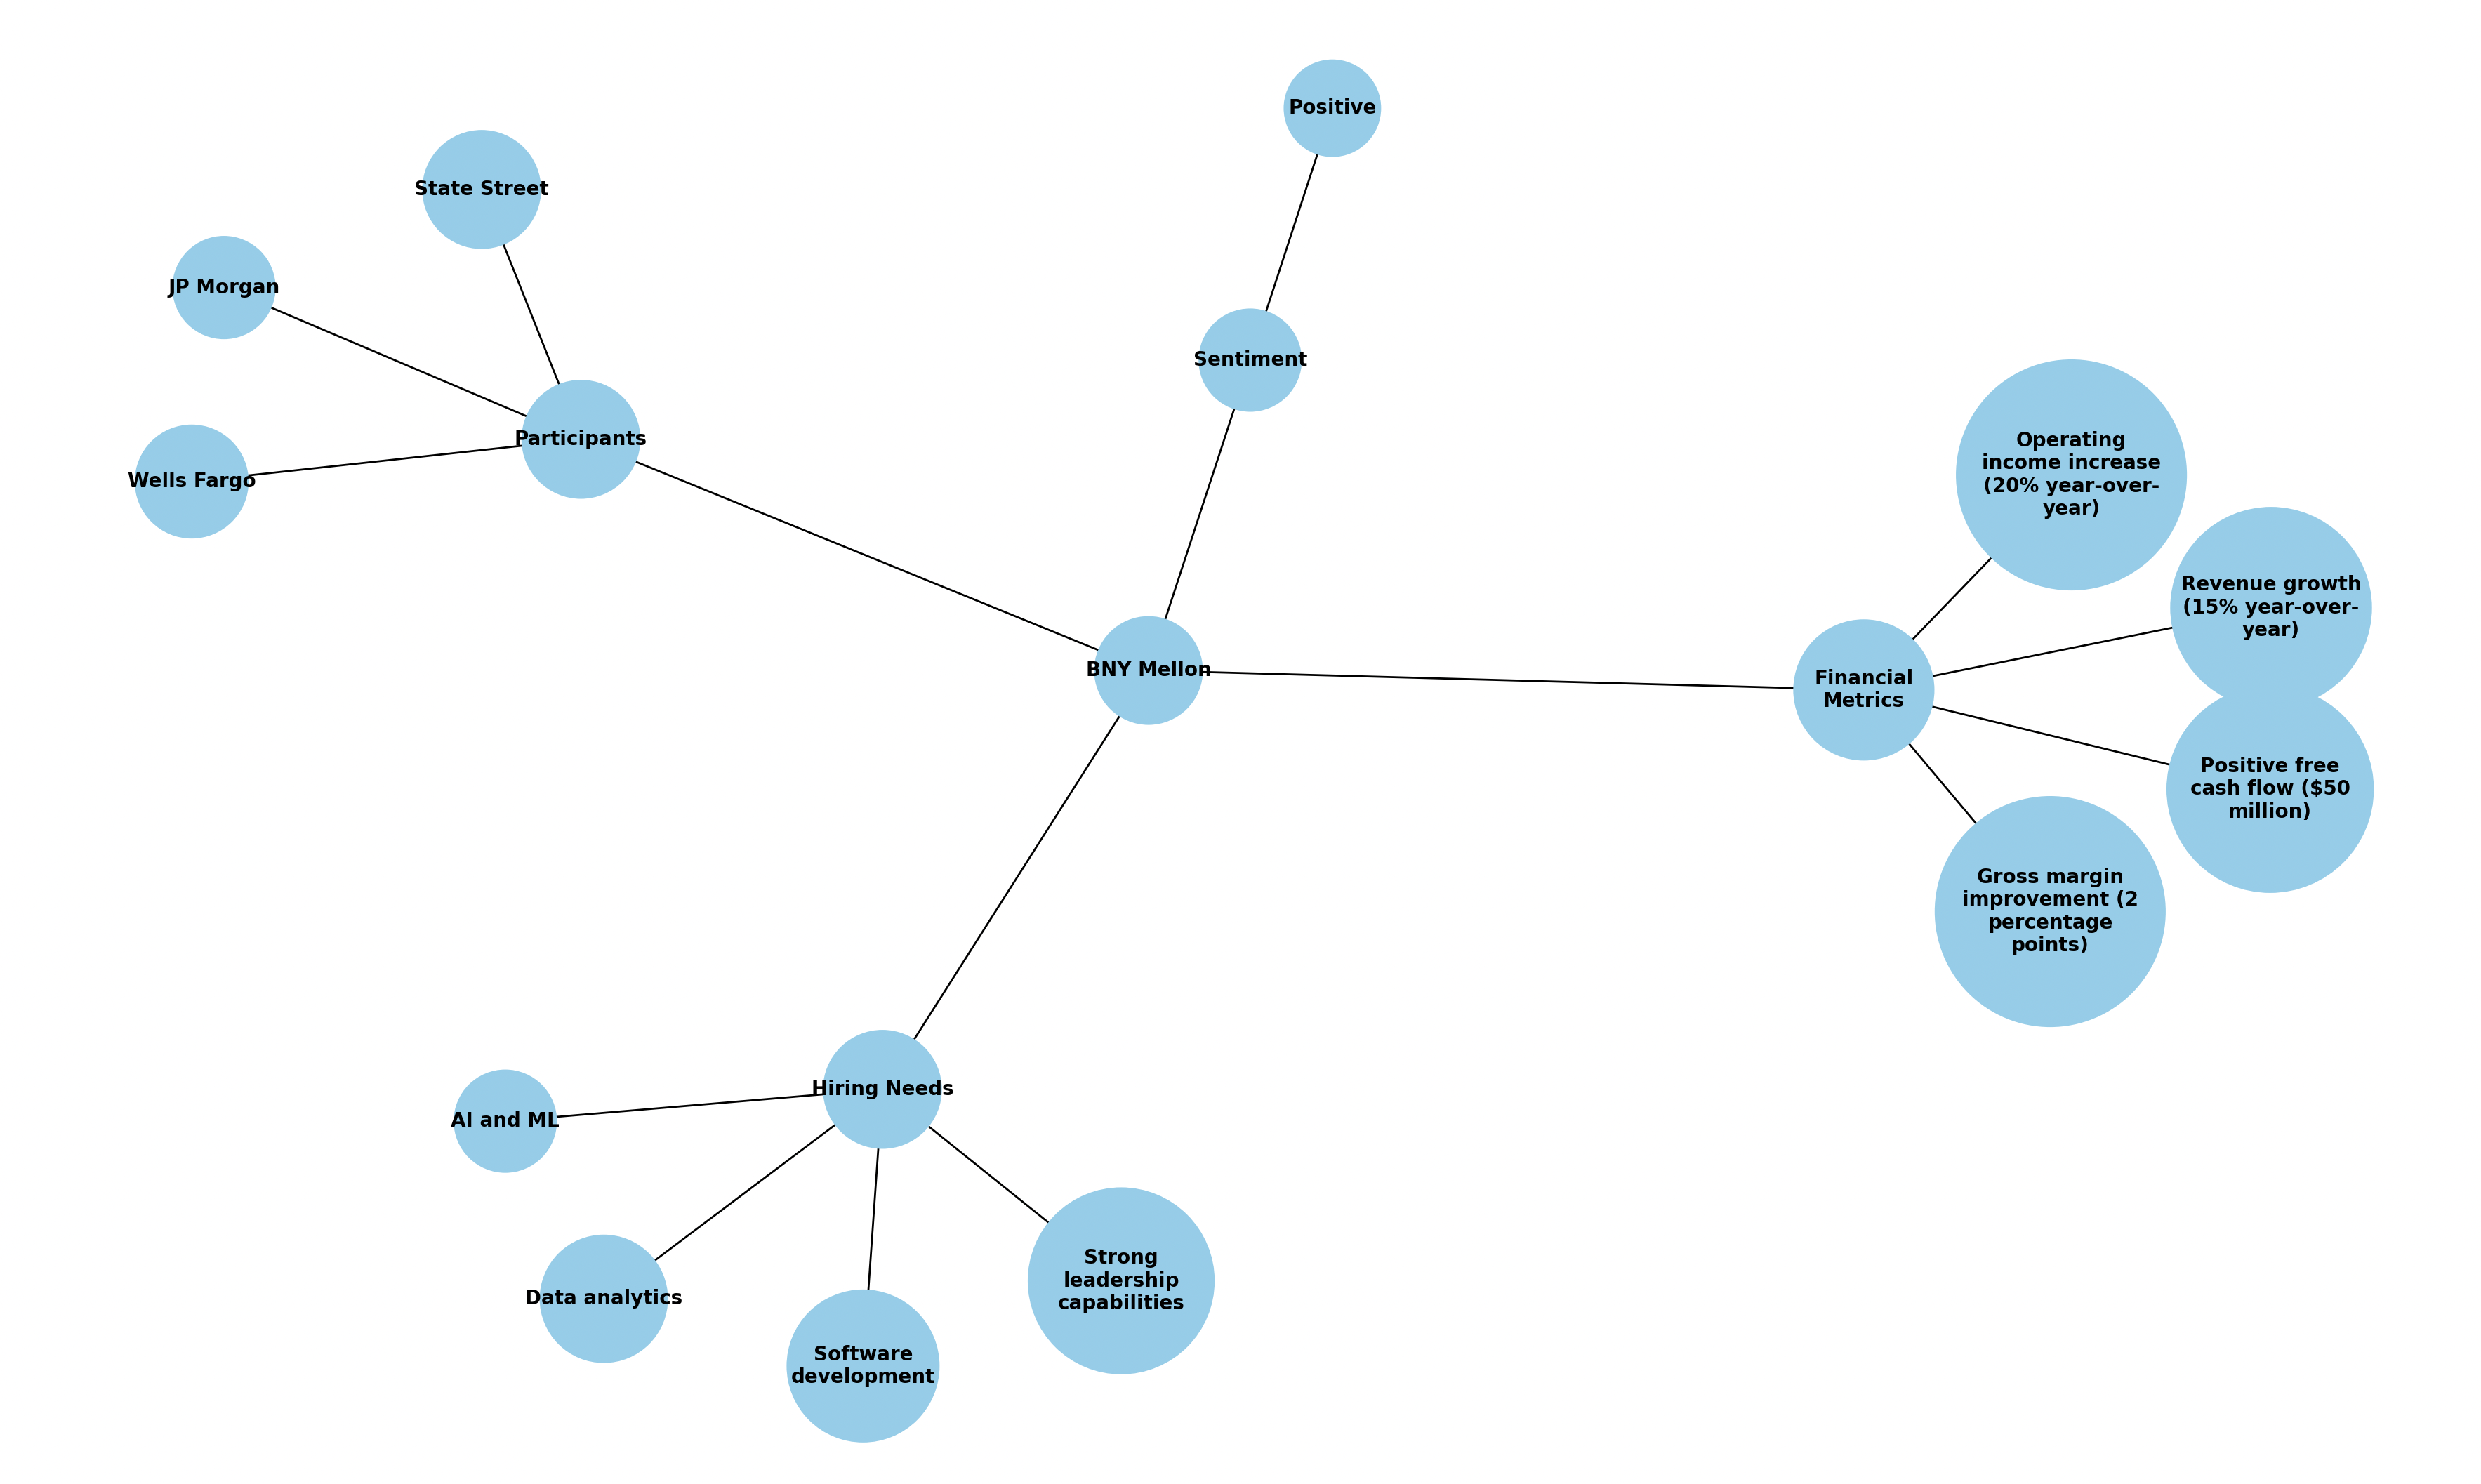 Positive
State Street
JP Morgan
Sentiment
Participants
Wells Fargo
Operating
income increase
(20% year-over-
year)
Revenue growth
(15% year-over-
year)
BNY Mellon
Financial
Metrics
Positive free
cash flow ($50
million)
Gross margin
improvement (2
percentage
points)
Hiring Needs
AI and ML
Strong
leadership
capabilities
Data analytics
Software
development